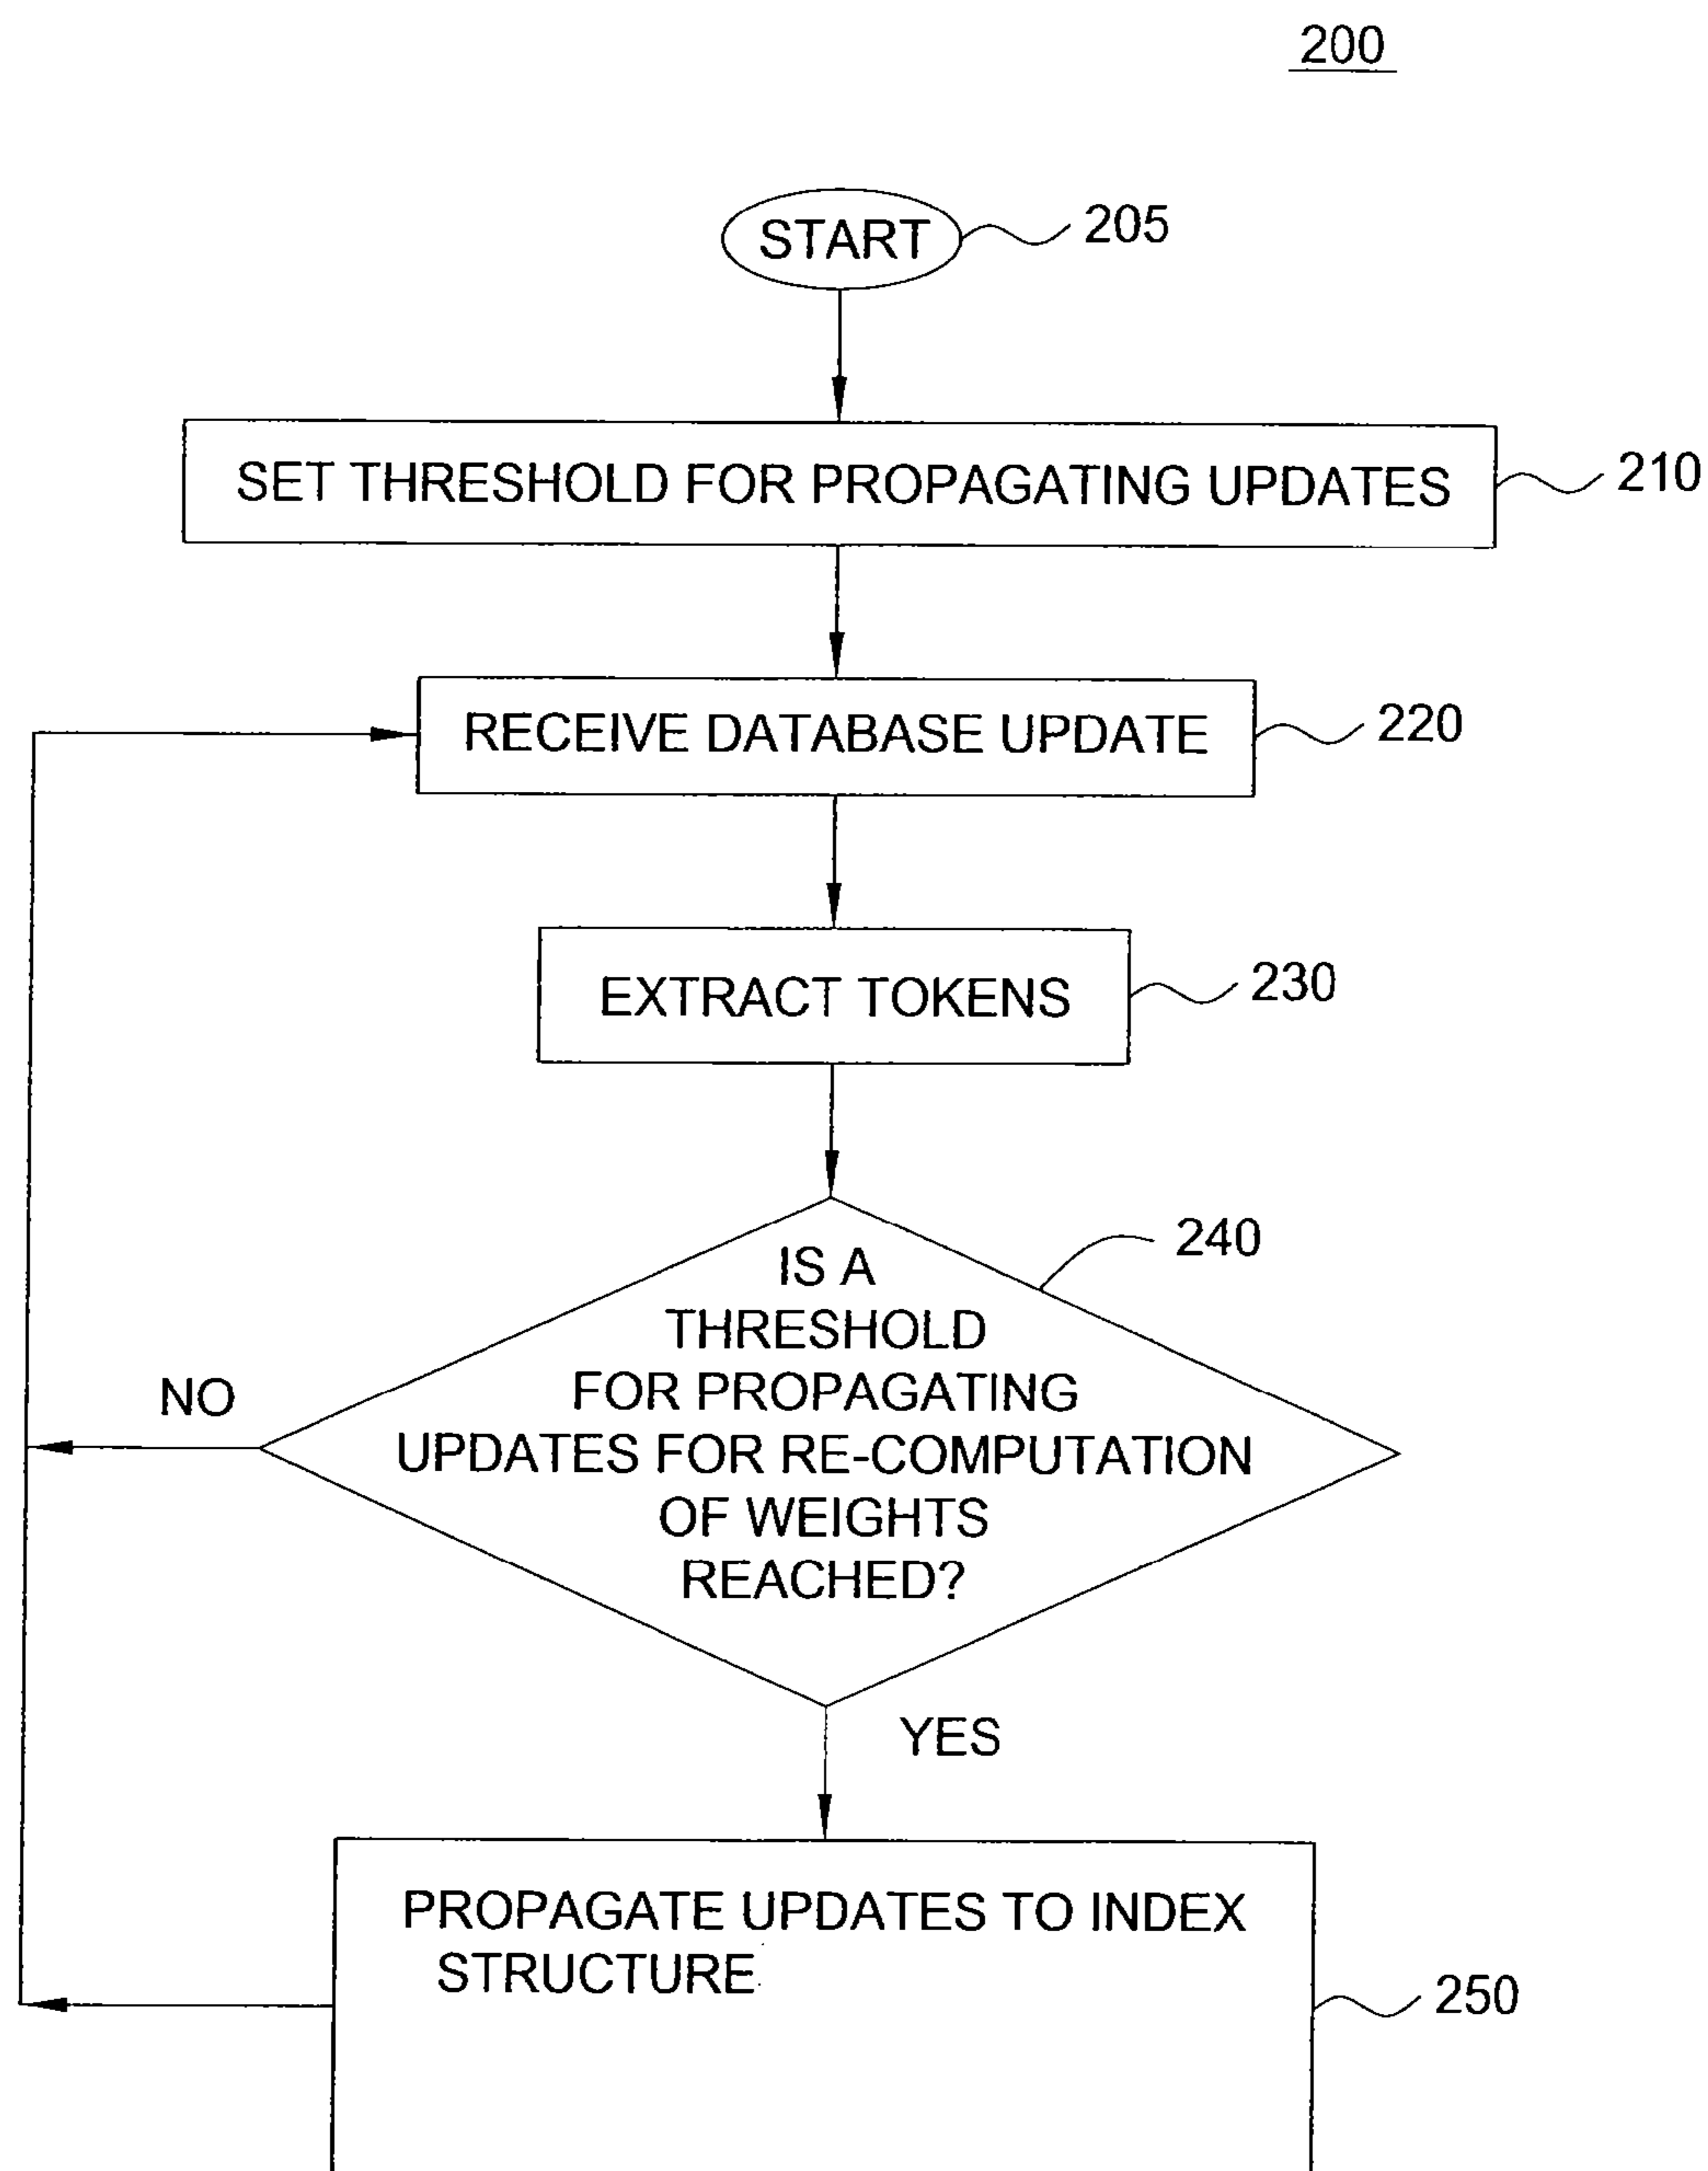 200
START
205
SET THRESHOLD FOR PROPAGATING UPDATES
210
RECEIVE DATABASE UPDATE
220
EXTRACT TOKENS
230
IS A
THRESHOLD
FOR PROPAGATING
UPDATES FOR RE-COMPUTATION
OF WEIGHTS
REACHED?
240
NO
YES
PROPAGATE UPDATES TO INDEX
STRUCTURE
250